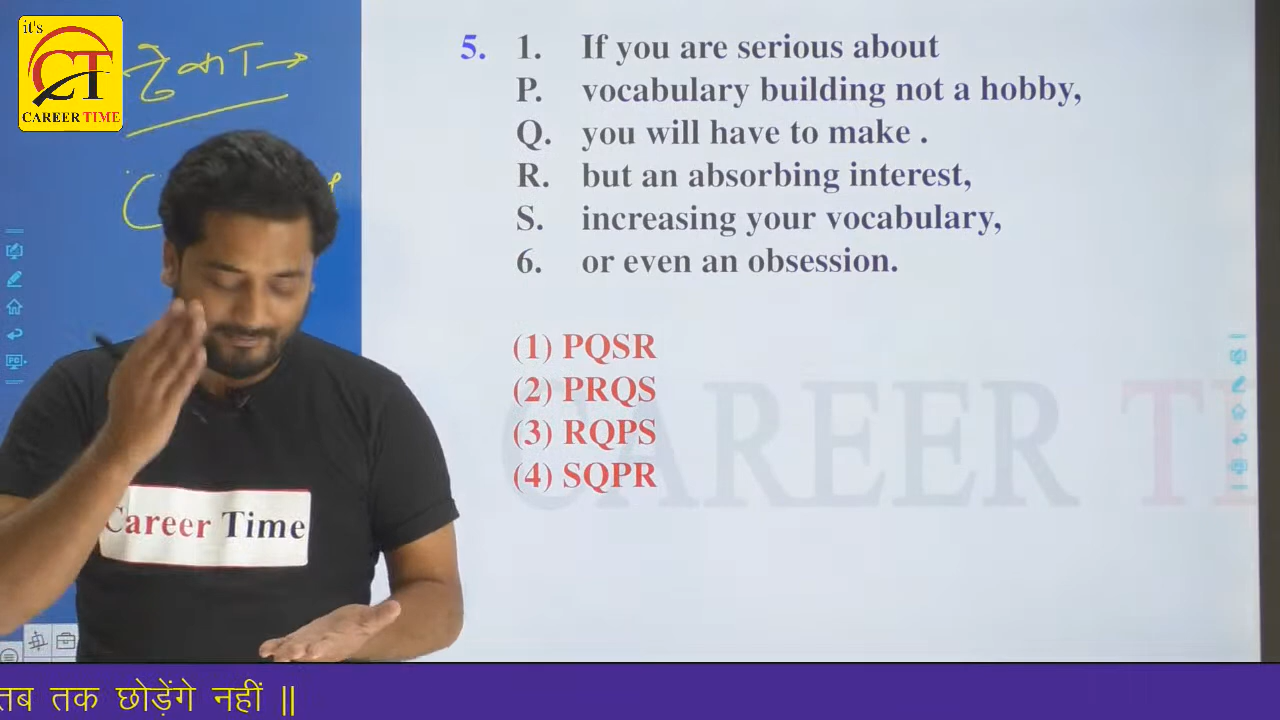 it's
CT
CAREER TIME
5. 1. If you are serious about
P. vocabulary building not a hobby,
Q. you will have to make .
R. but an absorbing interest,
S. increasing your vocabulary,
6. or even an obsession.
(1) PQSR
(2) PRQS
(3) RQPS
(4) SQPR
CAREER TI
Career Time
तब तक छोड़ेंगे नहीं ||